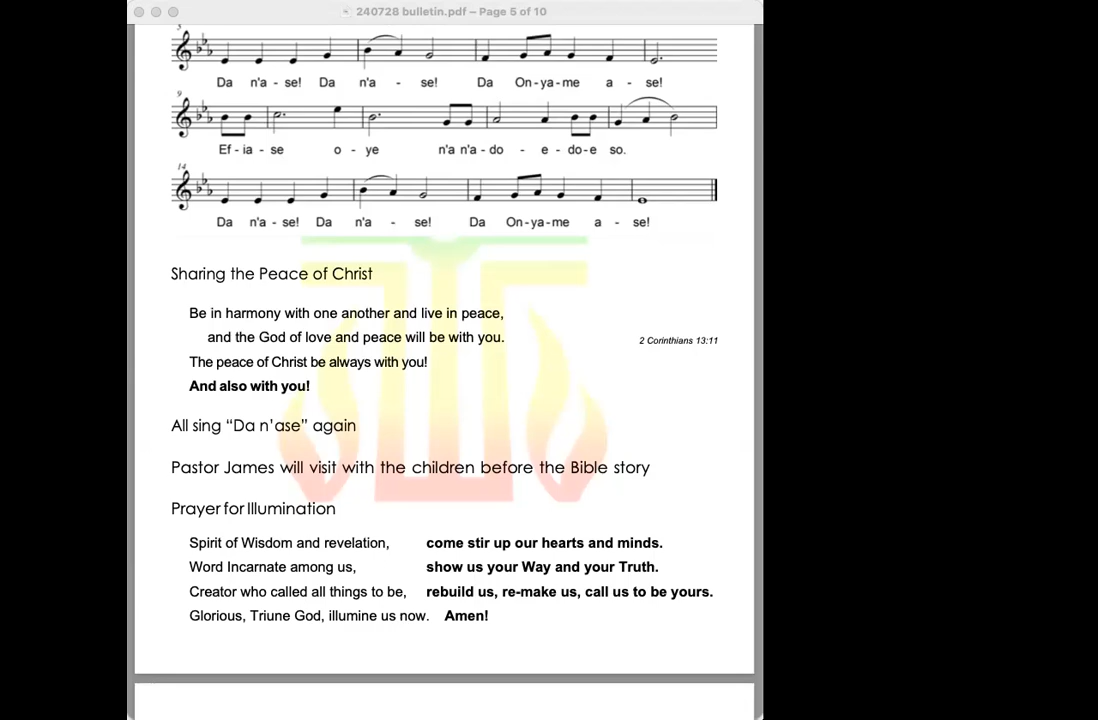 240728 bulletin.pdf – Page 5 of 10
Da n'a - se! Da n'a - se! Da On-ya-me a - se!
9
Ef - ia - se o - ye n'a n'a - do - e - do-e so.
14
Da n'a - se! Da n'a - se! Da On-ya-me a - se!
Sharing the Peace of Christ
Be in harmony with one another and live in peace,
and the God of love and peace will be with you. 2 Corinthians 13:11
The peace of Christ be always with you!
And also with you!
All sing “Da n’ase” again
Pastor James will visit with the children before the Bible story
Prayer for Illumination
Spirit of Wisdom and revelation, come stir up our hearts and minds.
Word Incarnate among us, show us your Way and your Truth.
Creator who called all things to be, rebuild us, re-make us, call us to be yours.
Glorious, Triune God, illumine us now. Amen!